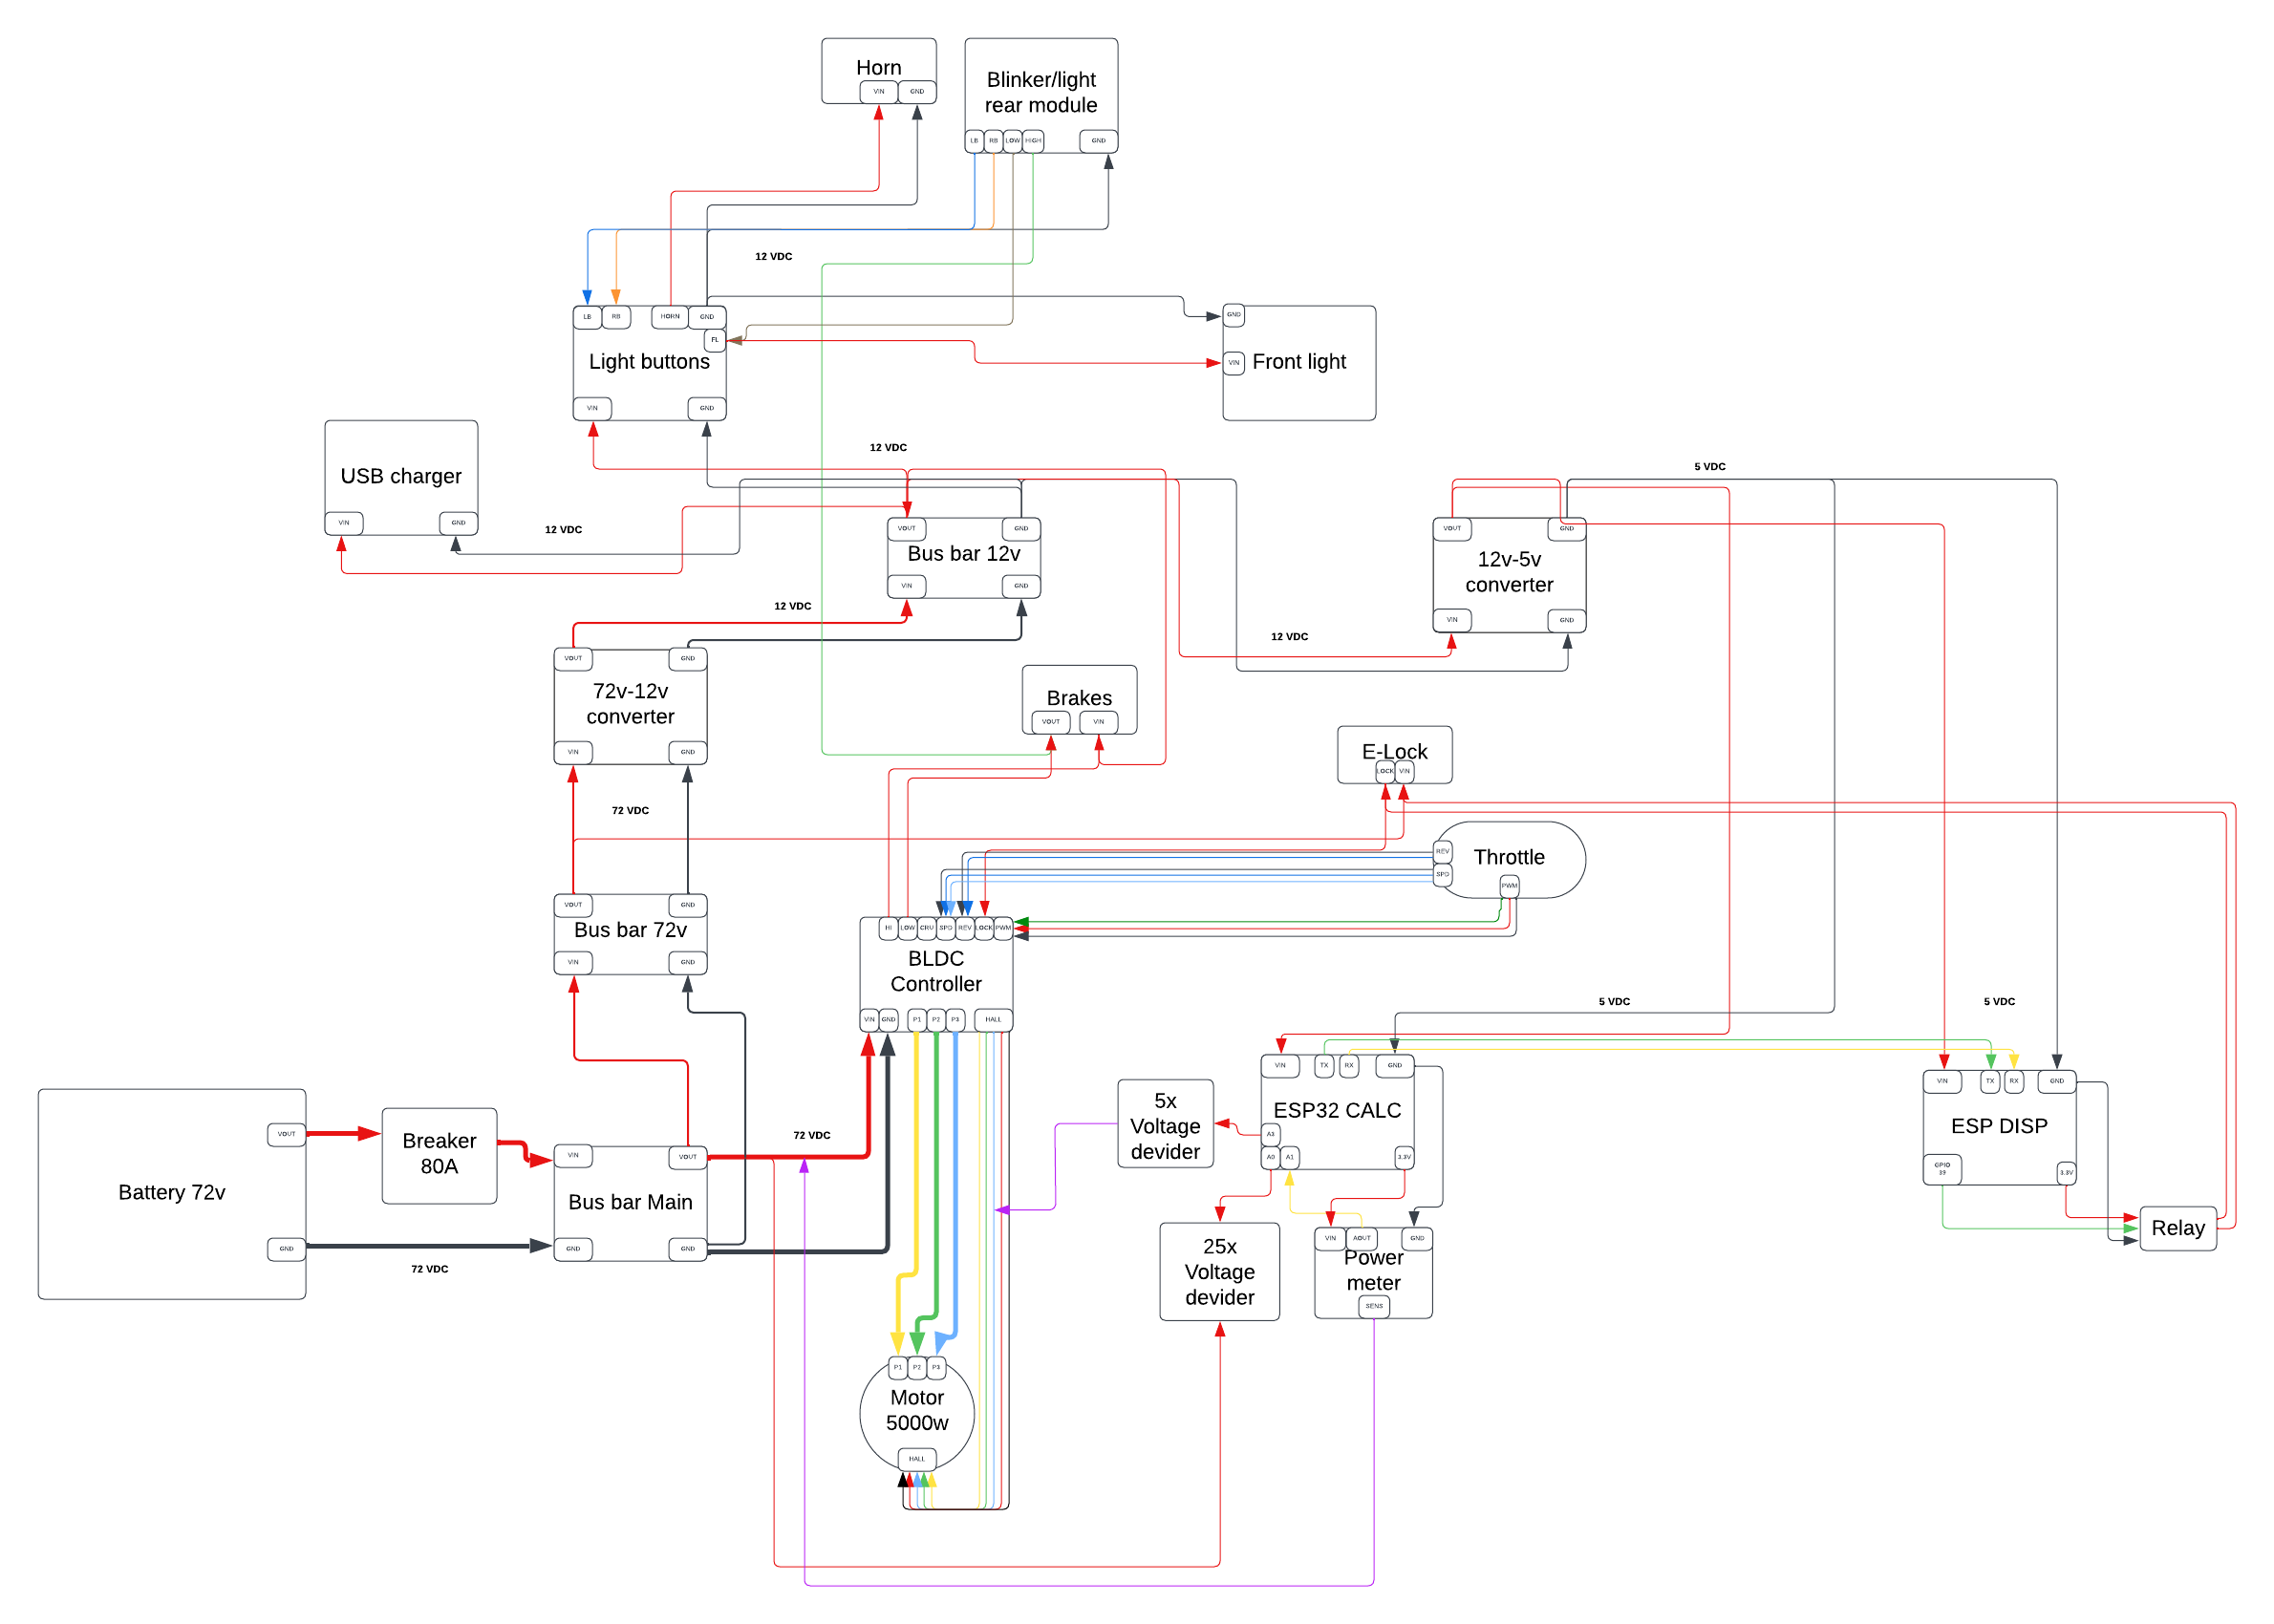 Horn
VIN
GND
Blinker/light
rear module
LB
RB
LOW
HIGH
GND
12 VDC
LB
RB
HORN
GND
FL
Light buttons
VIN
GND
GND
VIN
Front light
USB charger
VIN
GND
12 VDC
12 VDC
VOUT
GND
Bus bar 12v
VIN
GND
5 VDC
VOUT
GND
12v-5v
converter
VIN
GND
12 VDC
12 VDC
VOUT
GND
72v-12v
converter
VIN
GND
Brakes
VOUT
VIN
E-Lock
LOCK
VIN
72 VDC
Throttle
REV
SPD
PWM
VOUT
GND
Bus bar 72v
VIN
GND
HI
LOW
CRU
SPD
REV
LOCK
PWM
BLDC
Controller
VIN
GND
P1
P2
P3
HALL
5 VDC
5 VDC
VIN
TX
RX
GND
ESP32 CALC
A3
A0
A1
3.3V
VIN
TX
RX
GND
ESP DISP
GPIO
33
3.3V
Relay
5x
Voltage
devider
25x
Voltage
devider
VIN
AOUT
GND
Power
meter
SENS
Battery 72v
VOUT
GND
Breaker
80A
72 VDC
VIN
VOUT
Bus bar Main
GND
GND
72 VDC
P1
P2
P3
Motor
5000w
HALL